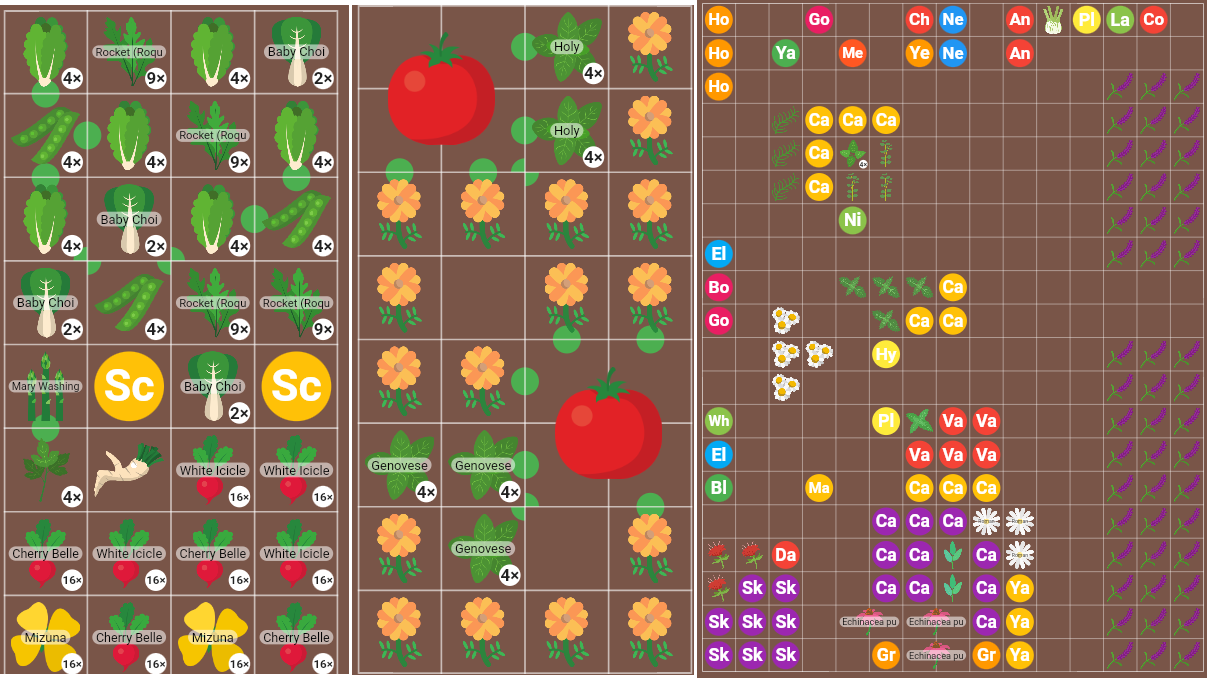 4× Rocket (Roqu 9× 4× Baby Choi 2×
4× 4× Rocket (Roqu 9× 4×
4× Baby Choi 2× 4× 4×
Baby Choi 2× 4× Rocket (Roqu 9× Rocket (Roqu 9×
Mary Washing Sc Baby Choi 2× Sc
4× White Icicle 16× White Icicle 16×
Cherry Belle 16× White Icicle 16× Cherry Belle 16× White Icicle 16×
Mizuna 16× Cherry Belle 16× Mizuna 16× Cherry Belle 16×
Holy 4×
Holy 4×
Genovese 4× Genovese 4×
Genovese 4×
Ho Go Ch Ne An Pl La Co
Ho Ya Me Ye Ne An
Ho
Ca Ca Ca
Ca 4×
Ca
Ni
El
Bo Ca
Go Ca Ca
Hy
Wh Pl Va Va
El Va Va Va
Bl Ma Ca Ca Ca
Ca Ca Ca
Da Ca Ca Ca
Sk Sk Ca Ca Ca Ya
Sk Sk Sk Echinacea pu Echinacea pu Ca Ya
Sk Sk Sk Gr Echinacea pu Gr Ya